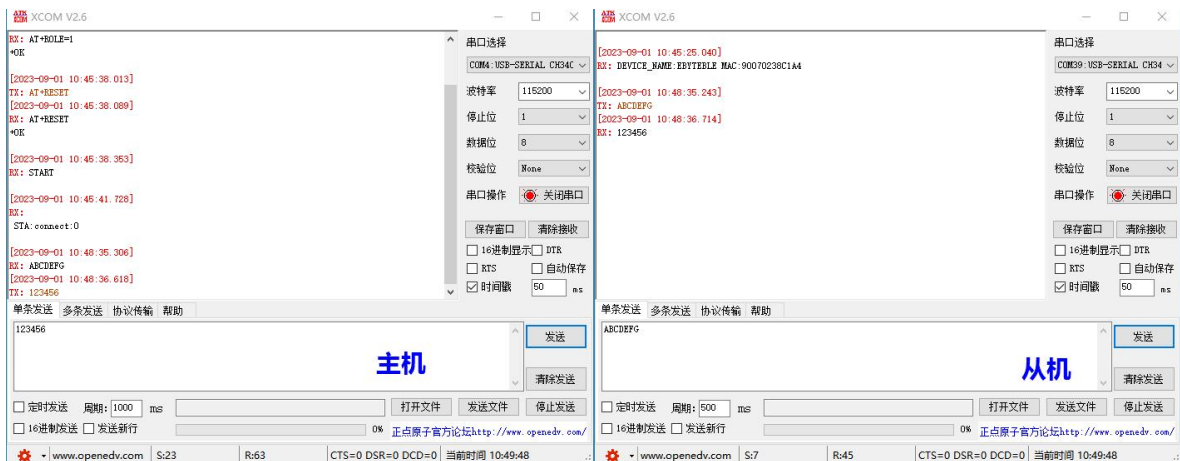 ATK XCOM XCOM V2.6
RX: AT+ROLE=1
+OK
[2023-09-01 10:45:38.013]
TX: AT+RESET
[2023-09-01 10:45:38.089]
RX: AT+RESET
+OK
[2023-09-01 10:45:38.353]
RX: START
[2023-09-01 10:45:41.728]
RX:
STA:connect:0
[2023-09-01 10:48:35.306]
RX: ABCDEFG
[2023-09-01 10:48:36.618]
TX: 123456
串口选择
COM4:USB-SERIAL CH34C
波特率 115200
停止位 1
数据位 8
校验位 None
串口操作 关闭串口
保存窗口 清除接收
16进制显示 DTR
RTS 自动保存
时间戳 50 ms
单条发送 多条发送 协议传输 帮助
123456
主机
发送
清除发送
定时发送 周期: 1000 ms 打开文件 发送文件 停止发送
16进制发送 发送新行 0% 正点原子官方论坛http://www.openedv.com/
www.openedv.com S:23 R:63 CTS=0 DSR=0 DCD=0 当前时间 10:49:48
ATK XCOM XCOM V2.6
[2023-09-01 10:45:25.040]
RX: DEVICE_NAME:EBYTEBLE MAC:90070238C1A4
[2023-09-01 10:48:35.243]
TX: ABCDEFG
[2023-09-01 10:48:36.714]
RX: 123456
串口选择
COM39:USB-SERIAL CH34
波特率 115200
停止位 1
数据位 8
校验位 None
串口操作 关闭串口
保存窗口 清除接收
16进制显示 DTR
RTS 自动保存
时间戳 50 ms
单条发送 多条发送 协议传输 帮助
ABCDEFG
从机
发送
清除发送
定时发送 周期: 500 ms 打开文件 发送文件 停止发送
16进制发送 发送新行 0% 正点原子官方论坛http://www.openedv.com/
www.openedv.com S:7 R:45 CTS=0 DSR=0 DCD=0 当前时间 10:49:48